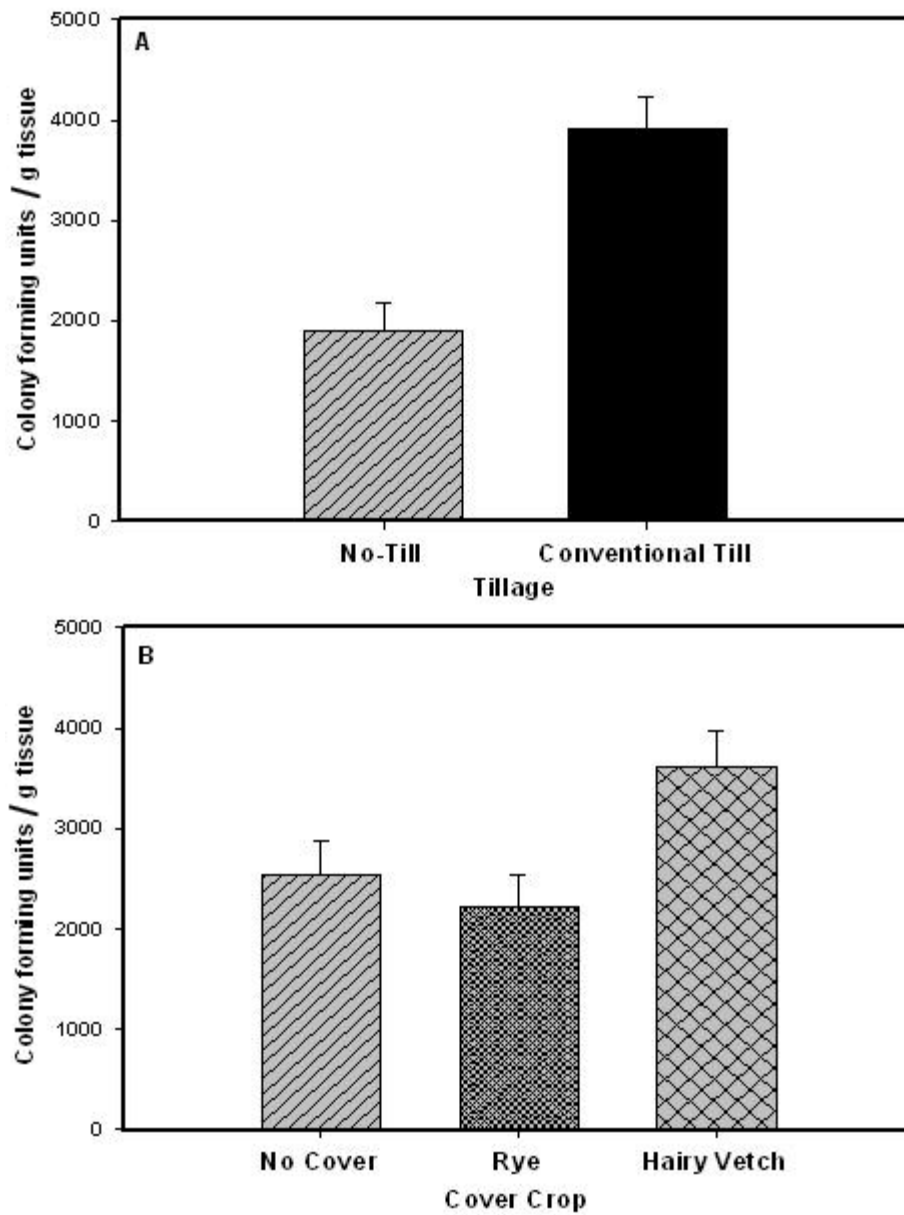 A
5000
4000
3000
2000
1000
0
Colony forming units / g tissue
No-Till Conventional Till
Tillage
B
5000
4000
3000
2000
1000
0
Colony forming units / g tissue
No Cover Rye Hairy Vetch
Cover Crop